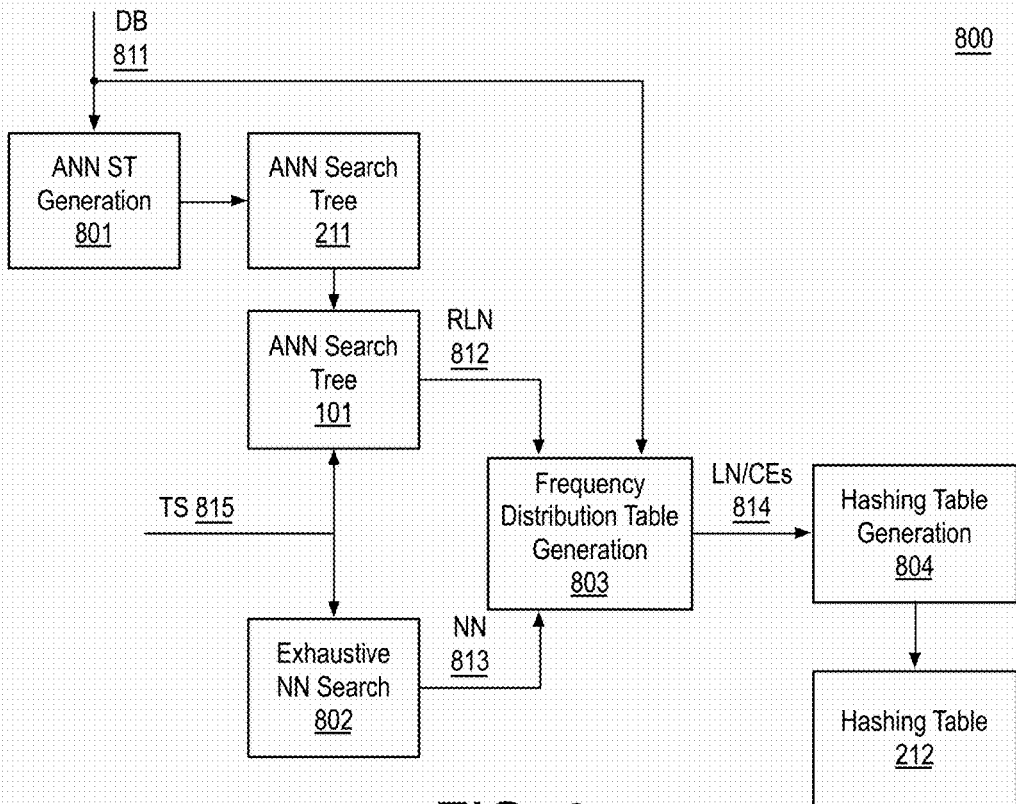 DB
811
800
ANN ST
Generation
801
ANN Search
Tree
211
ANN Search
Tree
101
RLN
812
TS 815
Frequency
Distribution Table
Generation
803
LN/CEs
814
Hashing Table
Generation
804
Exhaustive
NN Search
802
NN
813
Hashing Table
212